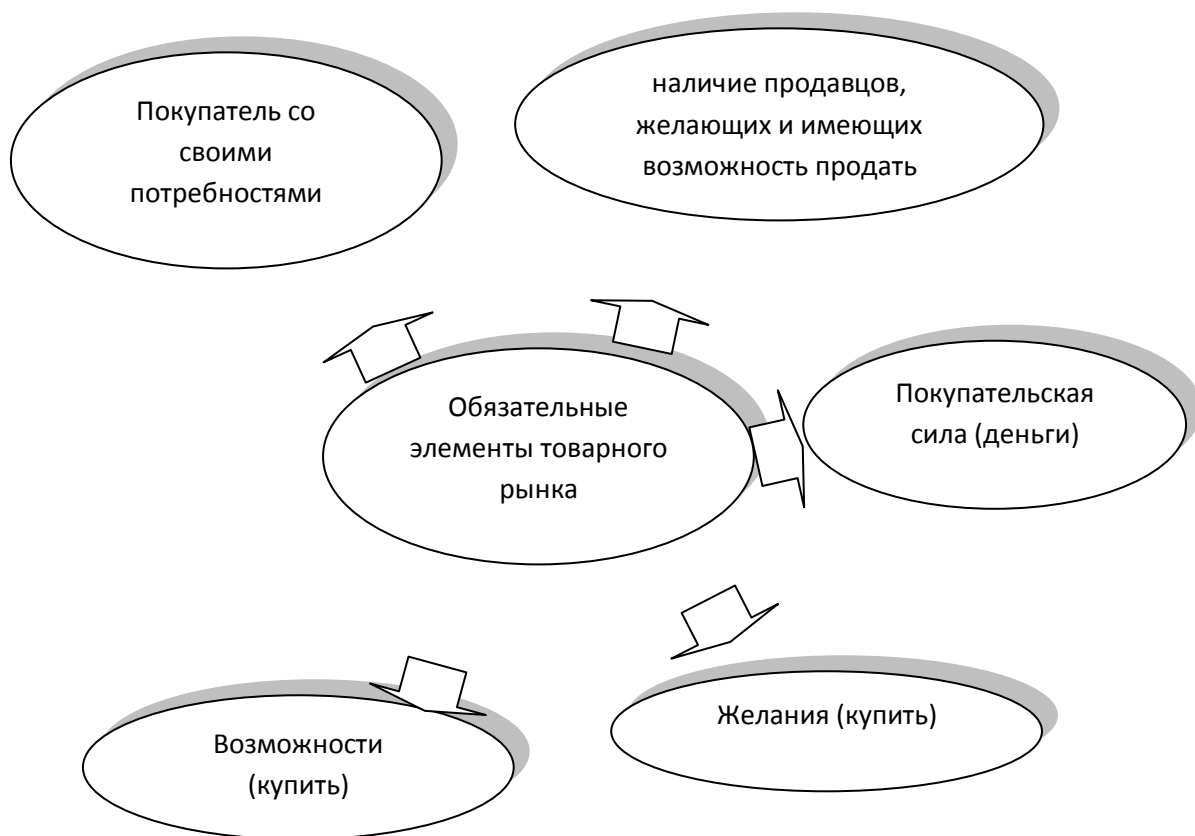 Покупатель со
своими
потребностями
наличие продавцов,
желающих и имеющих
возможность продать
Обязательные
элементы товарного
рынка
Покупательская
сила (деньги)
Желания (купить)
Возможности
(купить)